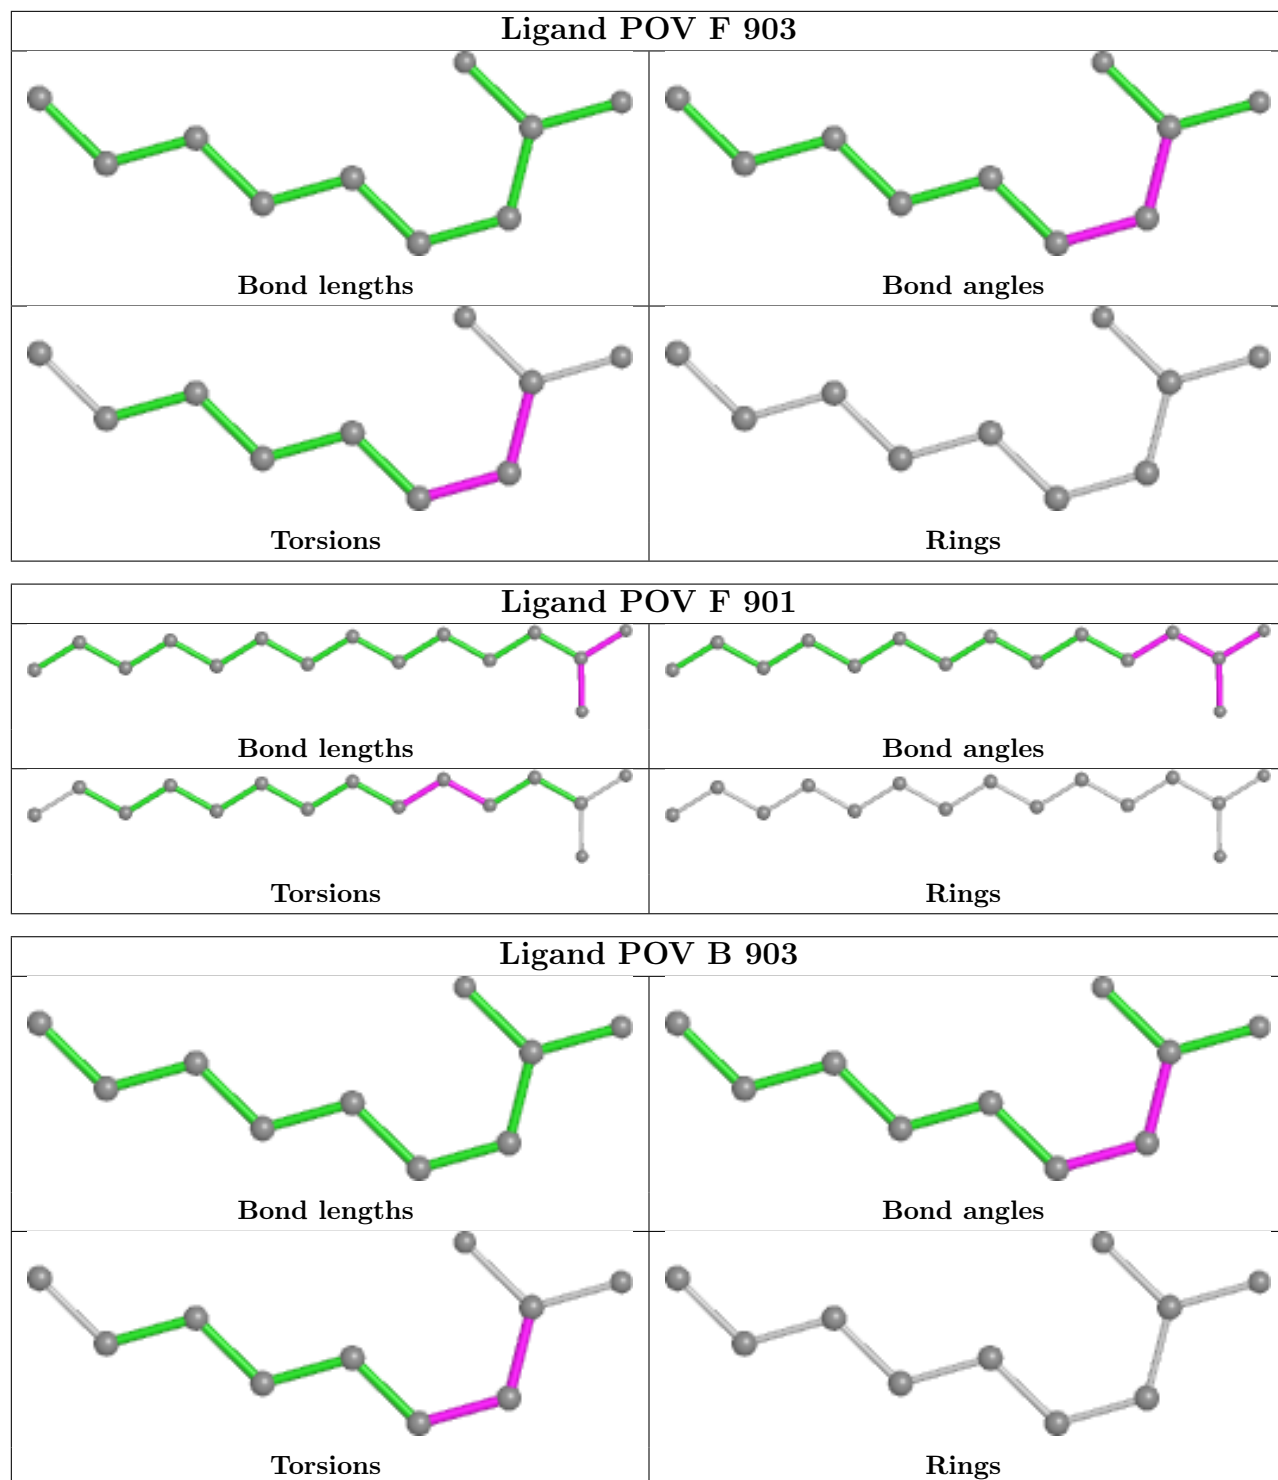 Ligand POV F 903
Bond lengths
Bond angles
Torsions
Rings
Ligand POV F 901
Bond lengths
Bond angles
Torsions
Rings
Ligand POV B 903
Bond lengths
Bond angles
Torsions
Rings